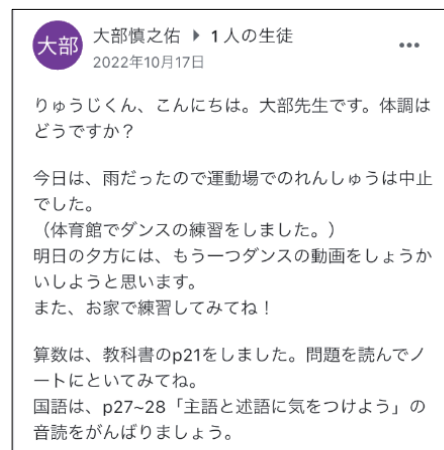 大部
大部慎之佑 ▶ 1 人の生徒
2022年10月17日
りゅうじくん、こんにちは。大部先生です。体調は
どうですか？
今日は、雨だったので運動場でのれんしゅうは中止
でした。
（体育館でダンスの練習をしました。）
明日の夕方には、もう一つダンスの動画をしょうか
いしようと思います。
また、お家で練習してみてね！
算数は、教科書のp21をしました。問題を読んでノ
ートにといてみてね。
国語は、p27~28「主語と述語に気をつけよう」の
音読をがんばりましょう。